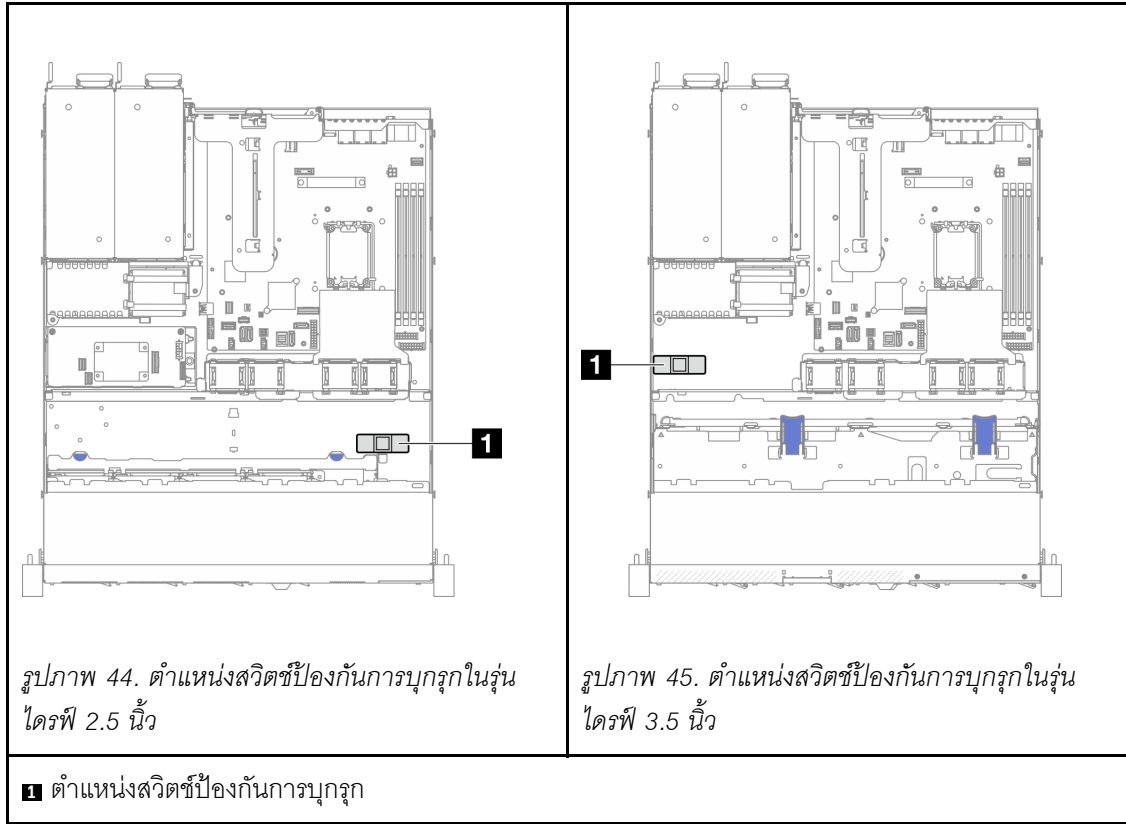 1
1
รูปภาพ 44. ตำแหน่งสวิตช์ป้องกันการบุกรุกในรุ่น
ไดรฟ์ 2.5 นิ้ว
รูปภาพ 45. ตำแหน่งสวิตช์ป้องกันการบุกรุกในรุ่น
ไดรฟ์ 3.5 นิ้ว
1 ตำแหน่งสวิตช์ป้องกันการบุกรุก